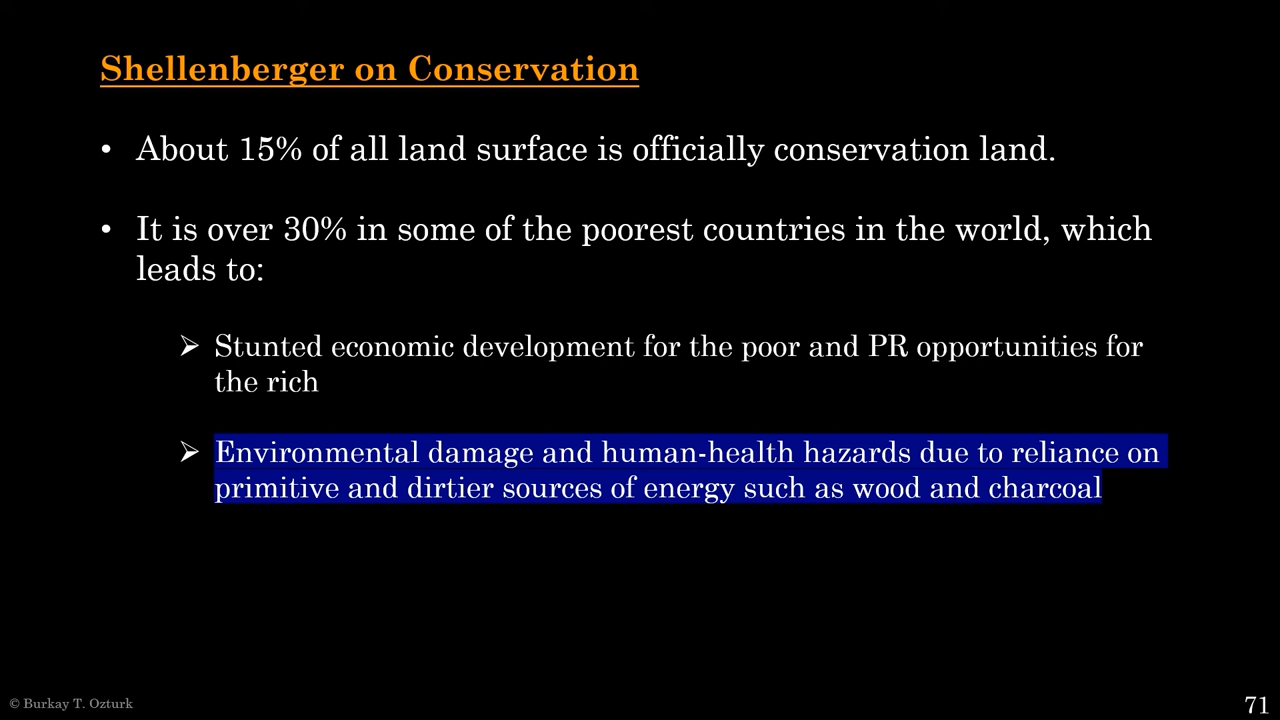 Shellenberger on Conservation
• About 15% of all land surface is officially conservation land.
• It is over 30% in some of the poorest countries in the world, which
leads to:
➢ Stunted economic development for the poor and PR opportunities for
the rich
➢ Environmental damage and human-health hazards due to reliance on
primitive and dirtier sources of energy such as wood and charcoal
© Burkay T. Ozturk
71